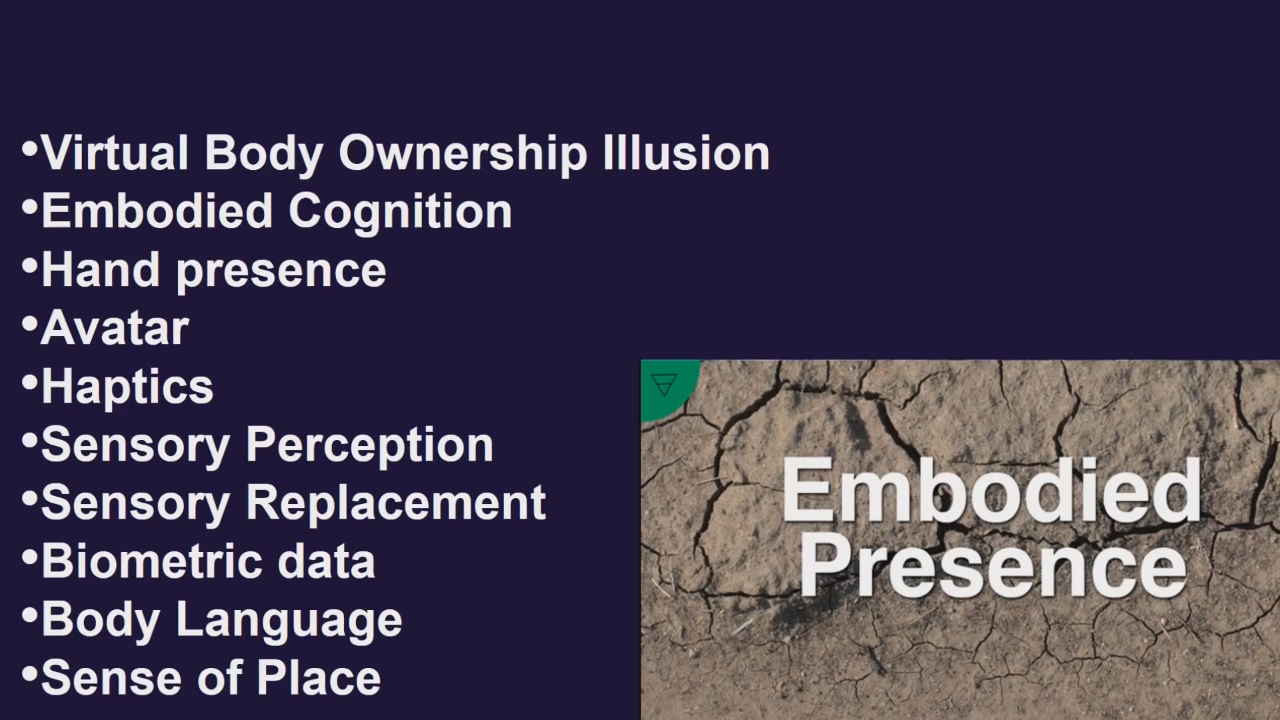 •Virtual Body Ownership Illusion
•Embodied Cognition
•Hand presence
•Avatar
•Haptics
•Sensory Perception
•Sensory Replacement
•Biometric data
•Body Language
•Sense of Place
Embodied
Presence